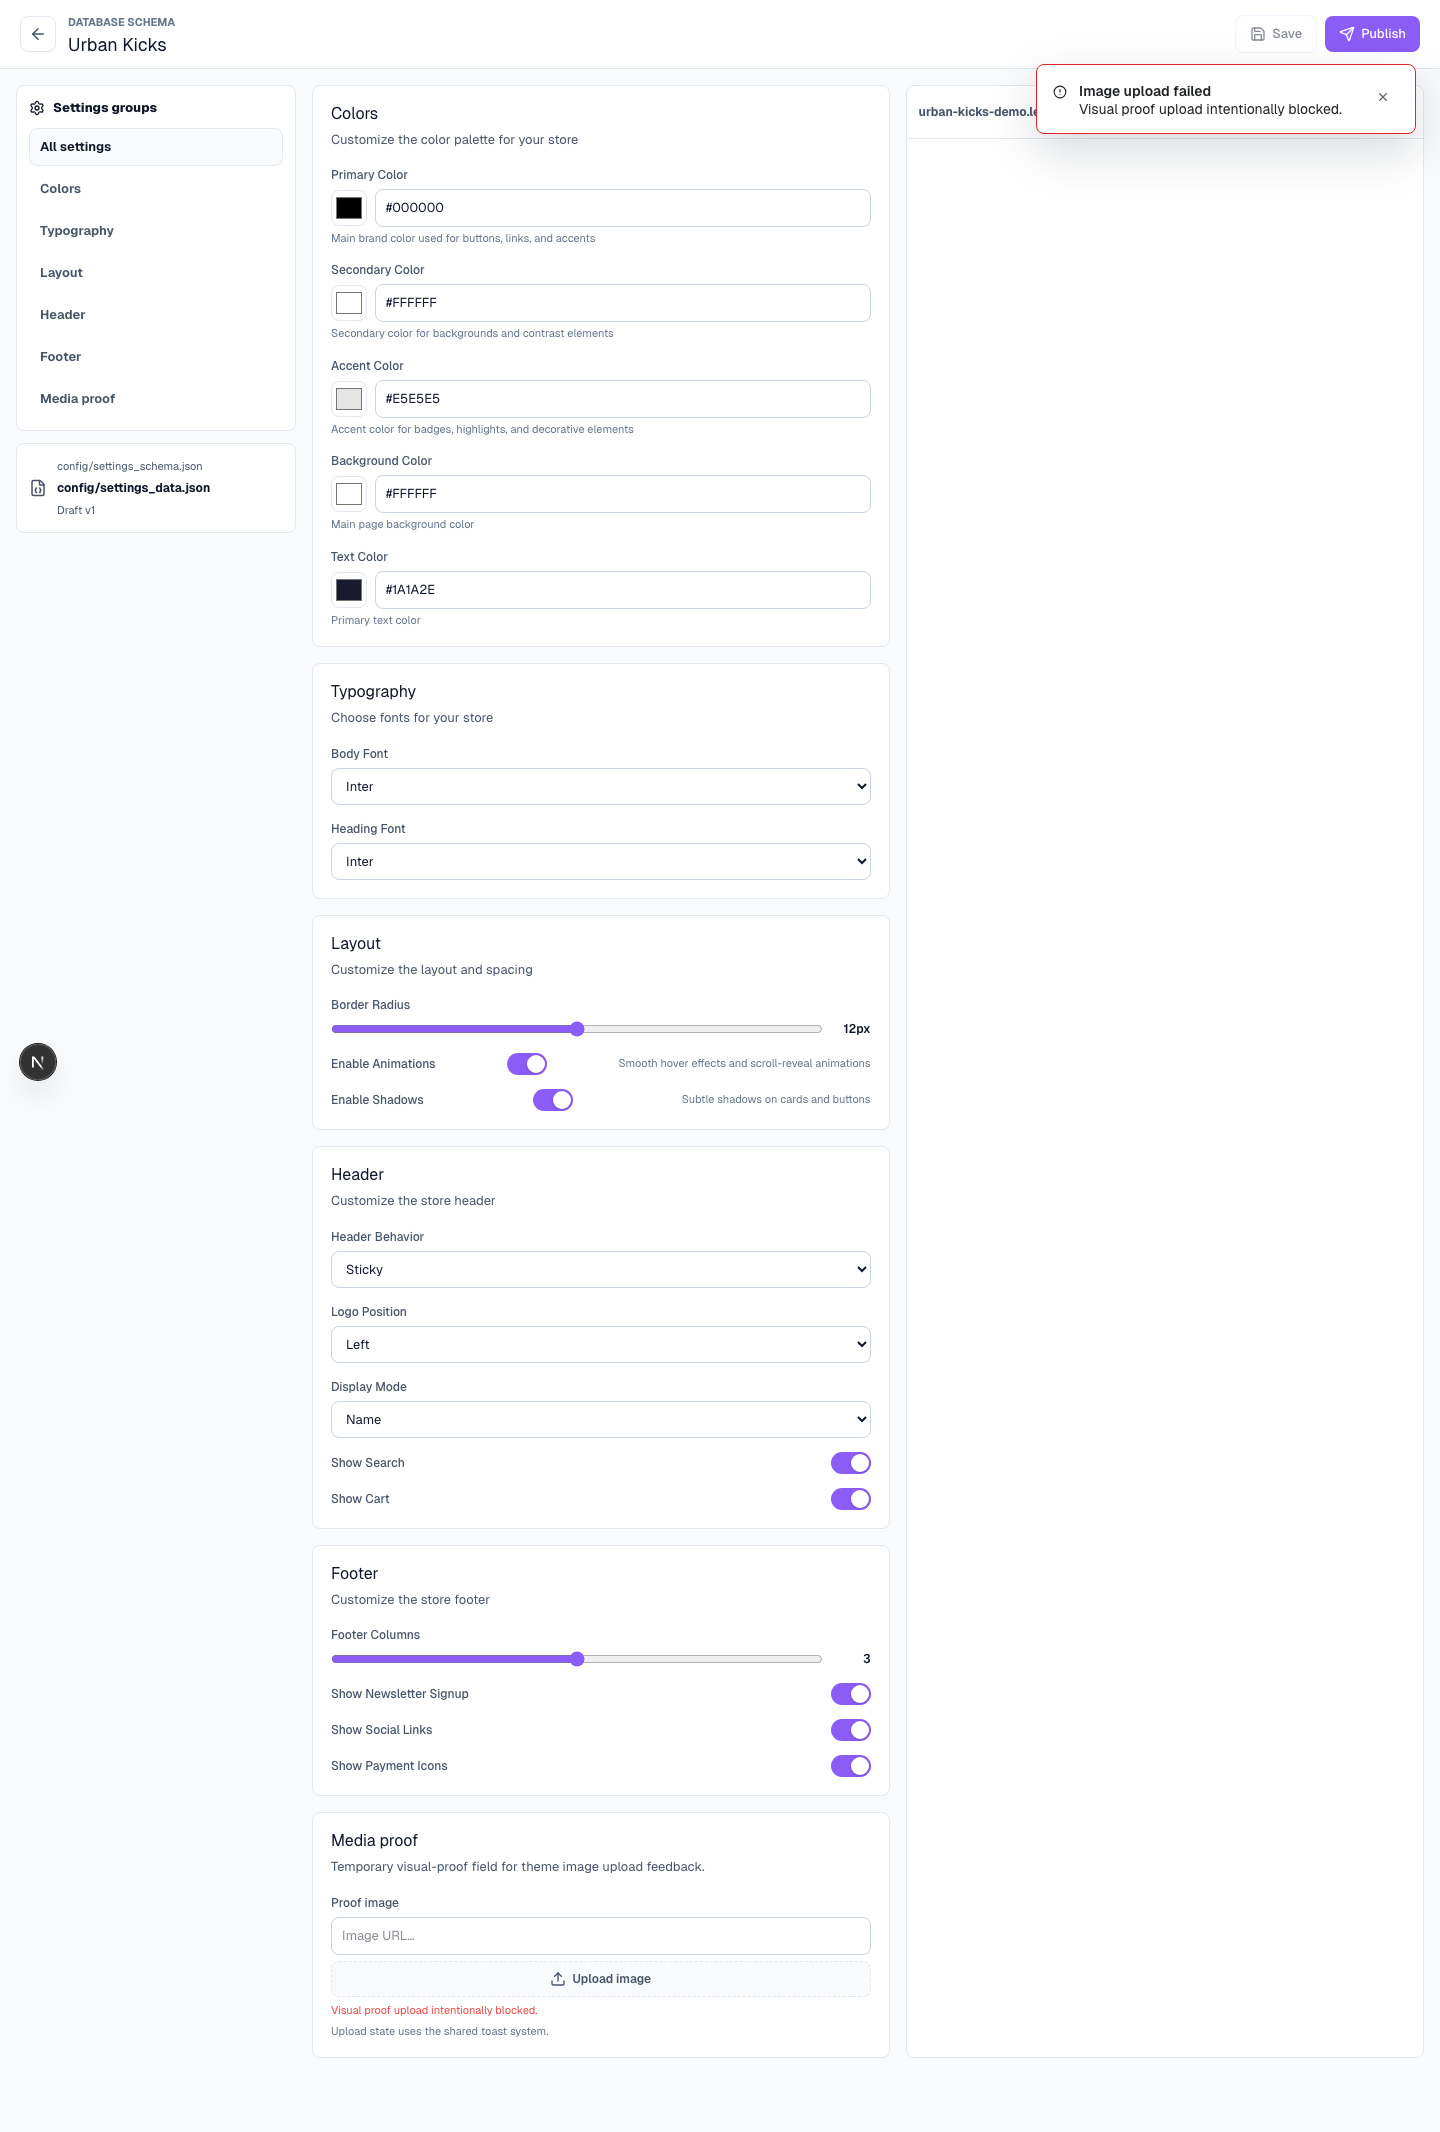 DATABASE SCHEMA
Urban Kicks
Save
Publish
Image upload failed
Visual proof upload intentionally blocked.
Settings groups
All settings
Colors
Typography
Layout
Header
Footer
Media proof
config/settings_schema.json
config/settings_data.json
Draft v1
Colors
Customize the color palette for your store
Primary Color
#000000
Main brand color used for buttons, links, and accents
Secondary Color
#FFFFFF
Secondary color for backgrounds and contrast elements
Accent Color
#E5E5E5
Accent color for badges, highlights, and decorative elements
Background Color
#FFFFFF
Main page background color
Text Color
#1A1A2E
Primary text color
Typography
Choose fonts for your store
Body Font
Inter
Heading Font
Inter
Layout
Customize the layout and spacing
Border Radius
12px
Enable Animations
Smooth hover effects and scroll-reveal animations
Enable Shadows
Subtle shadows on cards and buttons
Header
Customize the store header
Header Behavior
Sticky
Logo Position
Left
Display Mode
Name
Show Search
Show Cart
Footer
Customize the store footer
Footer Columns
3
Show Newsletter Signup
Show Social Links
Show Payment Icons
Media proof
Temporary visual-proof field for theme image upload feedback.
Proof image
Image URL...
Upload image
Visual proof upload intentionally blocked.
Upload state uses the shared toast system.
urban-kicks-demo.le
N